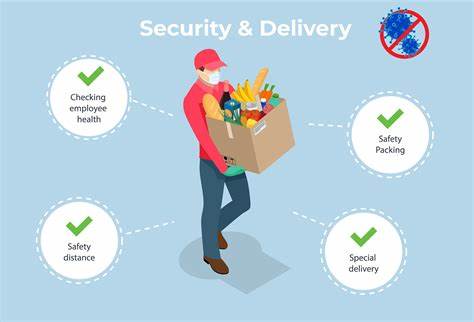 Security & Delivery
Checking
employee
health
Safety
Packing
Safety
distance
Special
delivery